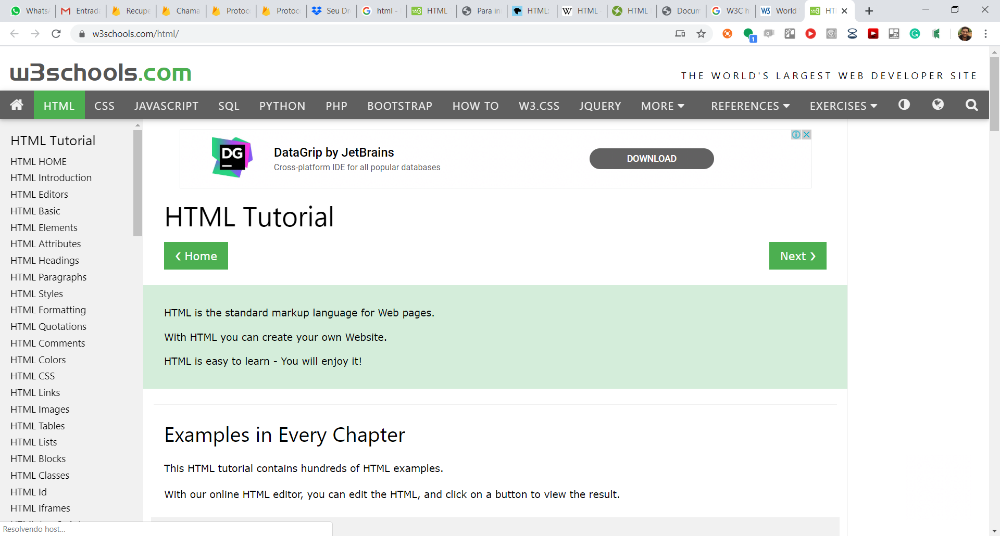 WhatsA
Entrada
Recupe
Chama
Protoco
Protoco
Seu Dr
html -
HTML
Para in
HTML:
HTML -
HTML
Docum
W3C h
World
HT
w3schools.com/html/
1
w3schools.com
THE WORLD'S LARGEST WEB DEVELOPER SITE
HTML CSS JAVASCRIPT SQL PYTHON PHP BOOTSTRAP HOW TO W3.CSS JQUERY MORE REFERENCES EXERCISES
HTML Tutorial
HTML HOME
HTML Introduction
HTML Editors
HTML Basic
HTML Elements
HTML Attributes
HTML Headings
HTML Paragraphs
HTML Styles
HTML Formatting
HTML Quotations
HTML Comments
HTML Colors
HTML CSS
HTML Links
HTML Images
HTML Tables
HTML Lists
HTML Blocks
HTML Classes
HTML Id
HTML Iframes
DG
DataGrip by JetBrains
Cross-platform IDE for all popular databases
DOWNLOAD
HTML Tutorial
❮ Home
Next ❯
HTML is the standard markup language for Web pages.
With HTML you can create your own Website.
HTML is easy to learn - You will enjoy it!
Examples in Every Chapter
This HTML tutorial contains hundreds of HTML examples.
With our online HTML editor, you can edit the HTML, and click on a button to view the result.
Resolvendo host...